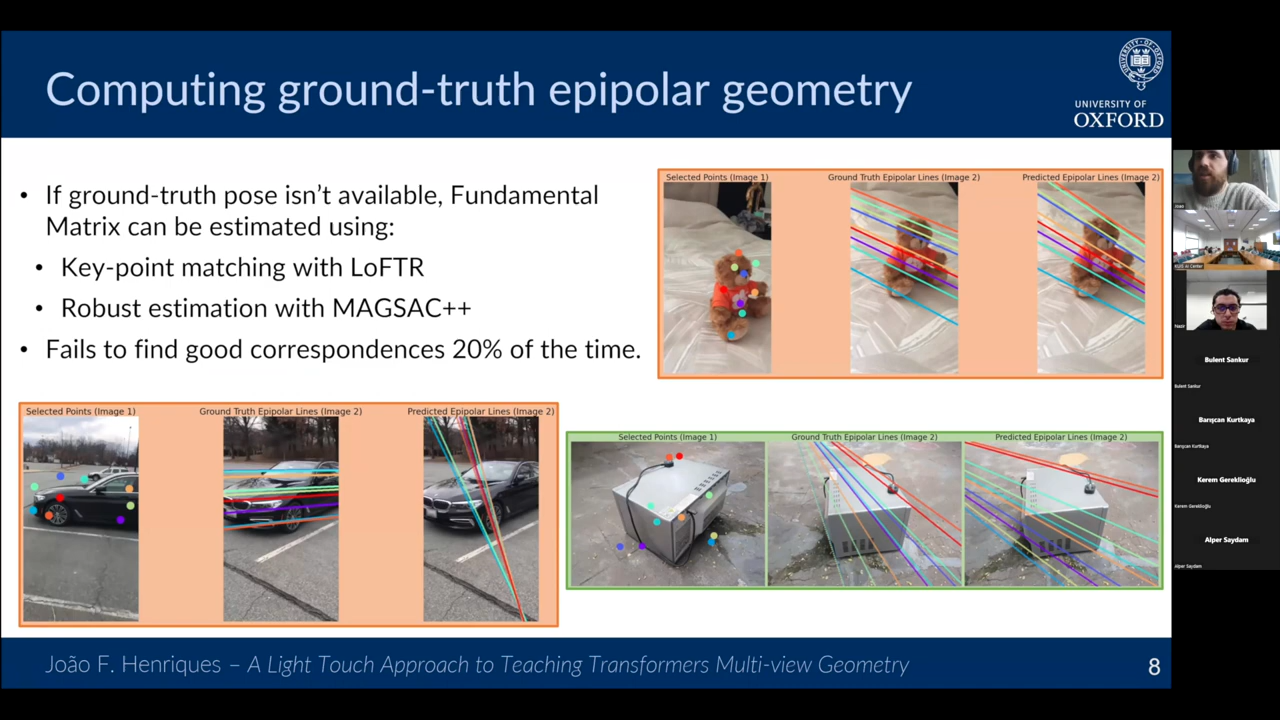 Computing ground-truth epipolar geometry
UNIVERSITY OF
OXFORD
• If ground-truth pose isn't available, Fundamental
Matrix can be estimated using:
• Key-point matching with LoFTR
• Robust estimation with MAGSAC++
• Fails to find good correspondences 20% of the time.
Selected Points (Image 1)
Ground Truth Epipolar Lines (Image 2)
Predicted Epipolar Lines (Image 2)
Selected Points (Image 1)
Ground Truth Epipolar Lines (Image 2)
Predicted Epipolar Lines (Image 2)
Selected Points (Image 1)
Ground Truth Epipolar Lines (Image 2)
Predicted Epipolar Lines (Image 2)
João F. Henriques – A Light Touch Approach to Teaching Transformers Multi-view Geometry
8
Joao
KUIS AI Center
Nasir
Bulent Sankur
Bulent Sankur
Barışcan Kurtkaya
Barışcan Kurtkaya
Kerem Gereklioğlu
Kerem Gereklioğlu
Alper Saydam
Alper Saydam